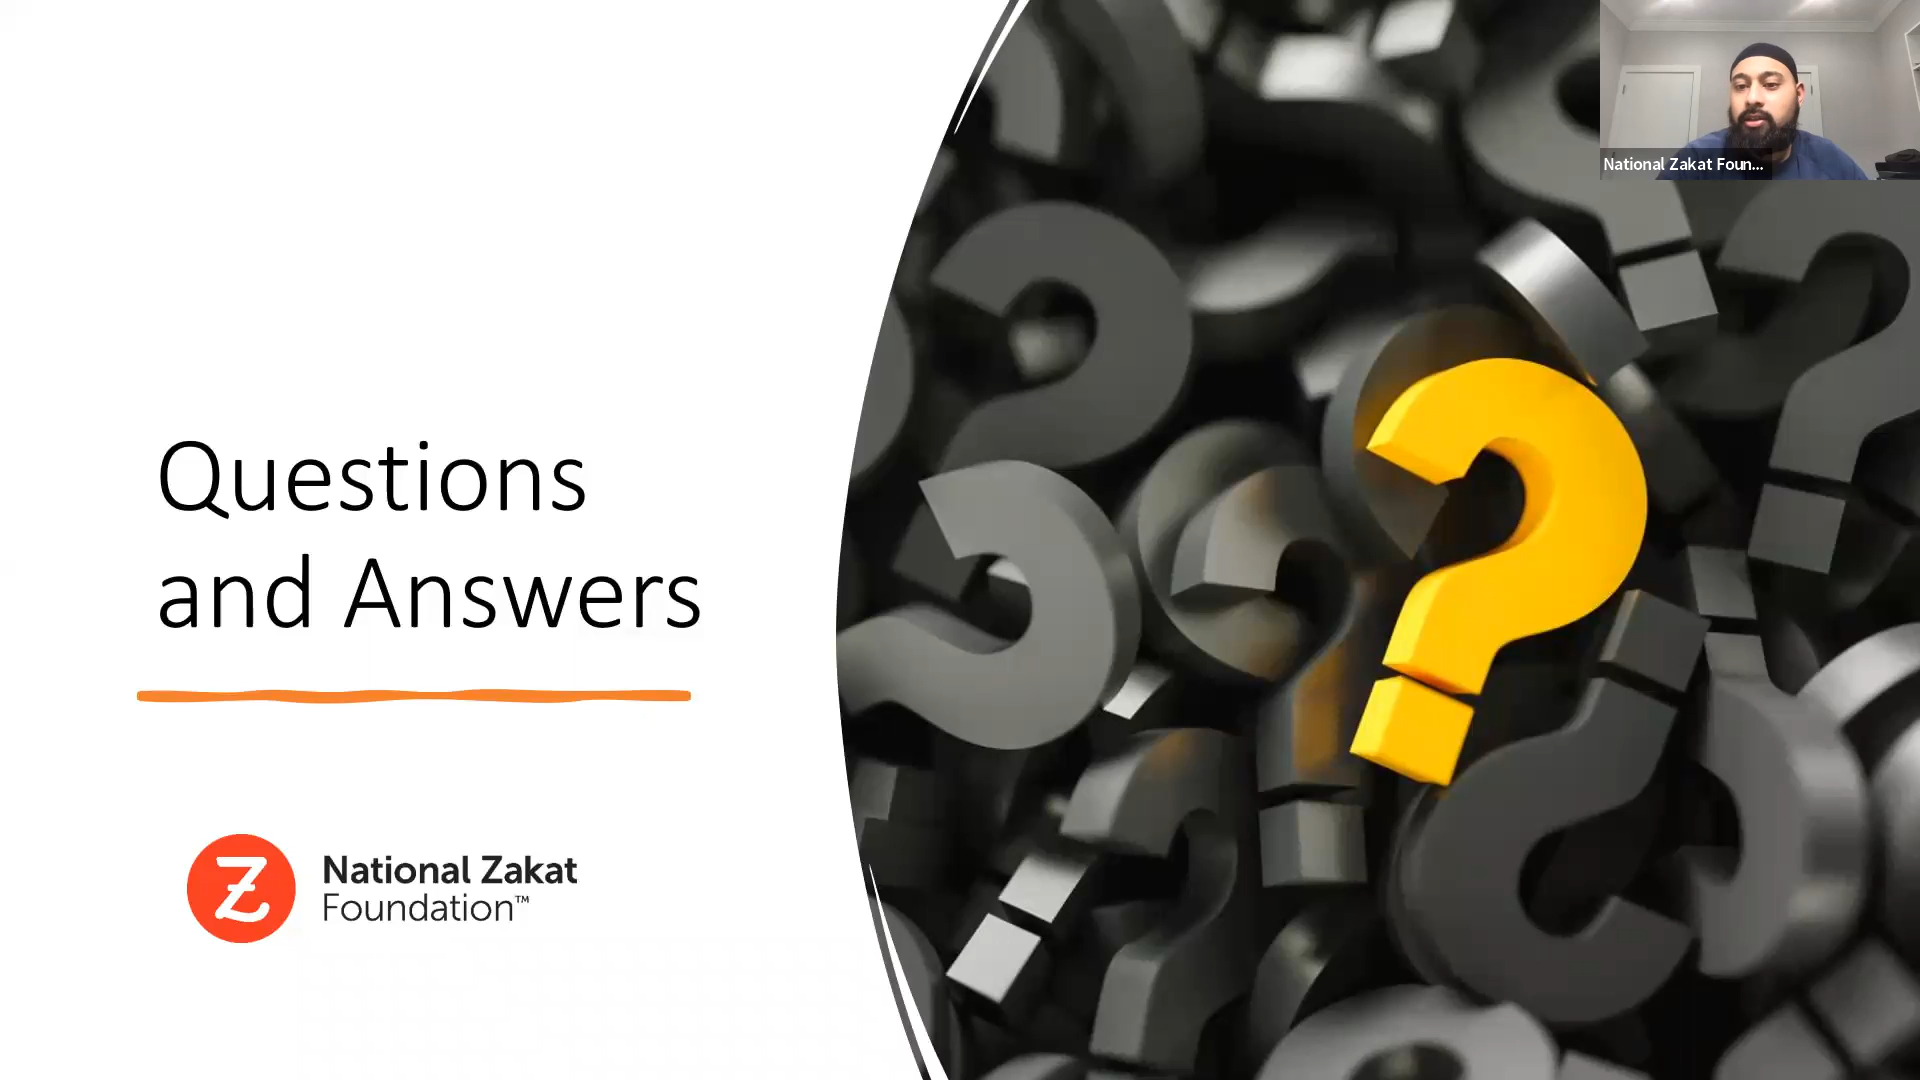 National Zakat Foun...
Questions
and Answers
Z
National Zakat
Foundation™